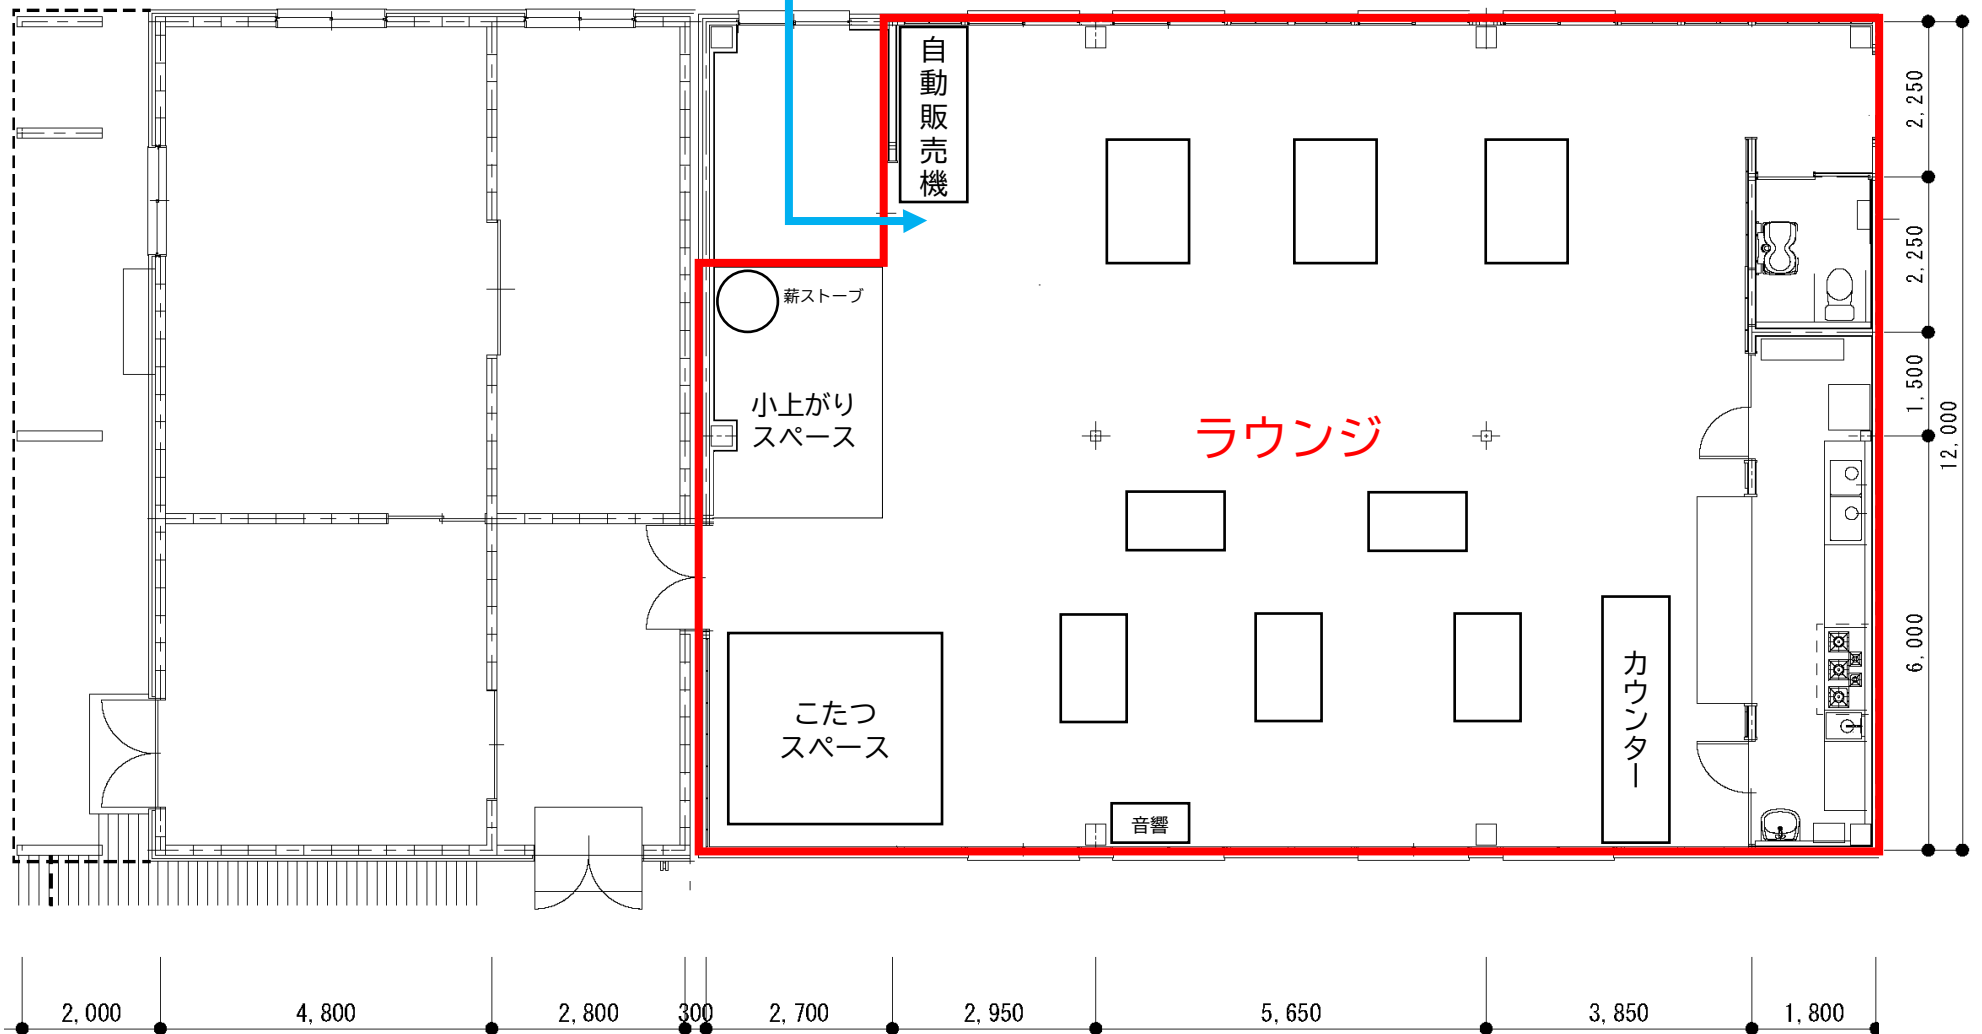 自動販売機
薪ストーブ
小上がり
スペース
ラウンジ
こたつ
スペース
音響
カウンター
2,250
2,250
1,500
12,000
6,000
2,000
4,800
2,800
300
2,700
2,950
5,650
3,850
1,800